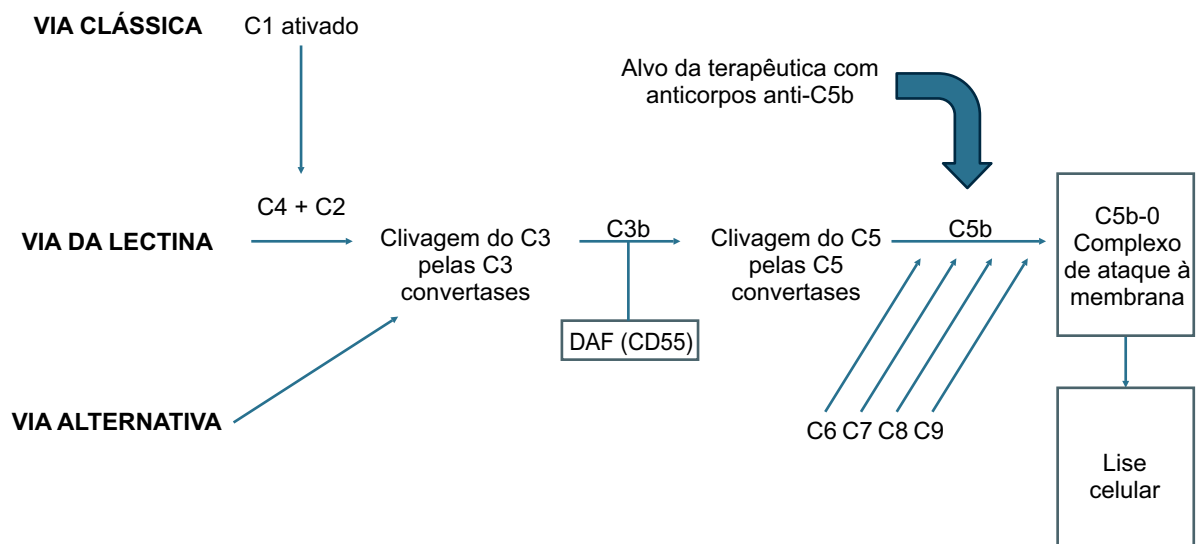 VIA CLÁSSICA
C1 ativado
Alvo da terapêutica com
anticorpos anti-C5b
C4 + C2
VIA DA LECTINA
Clivagem do C3
pelas C3
convertases
C3b
Clivagem do C5
pelas C5
convertases
C5b
C5b-0
Complexo
de ataque à
membrana
DAF (CD55)
VIA ALTERNATIVA
C6 C7 C8 C9
Lise
celular